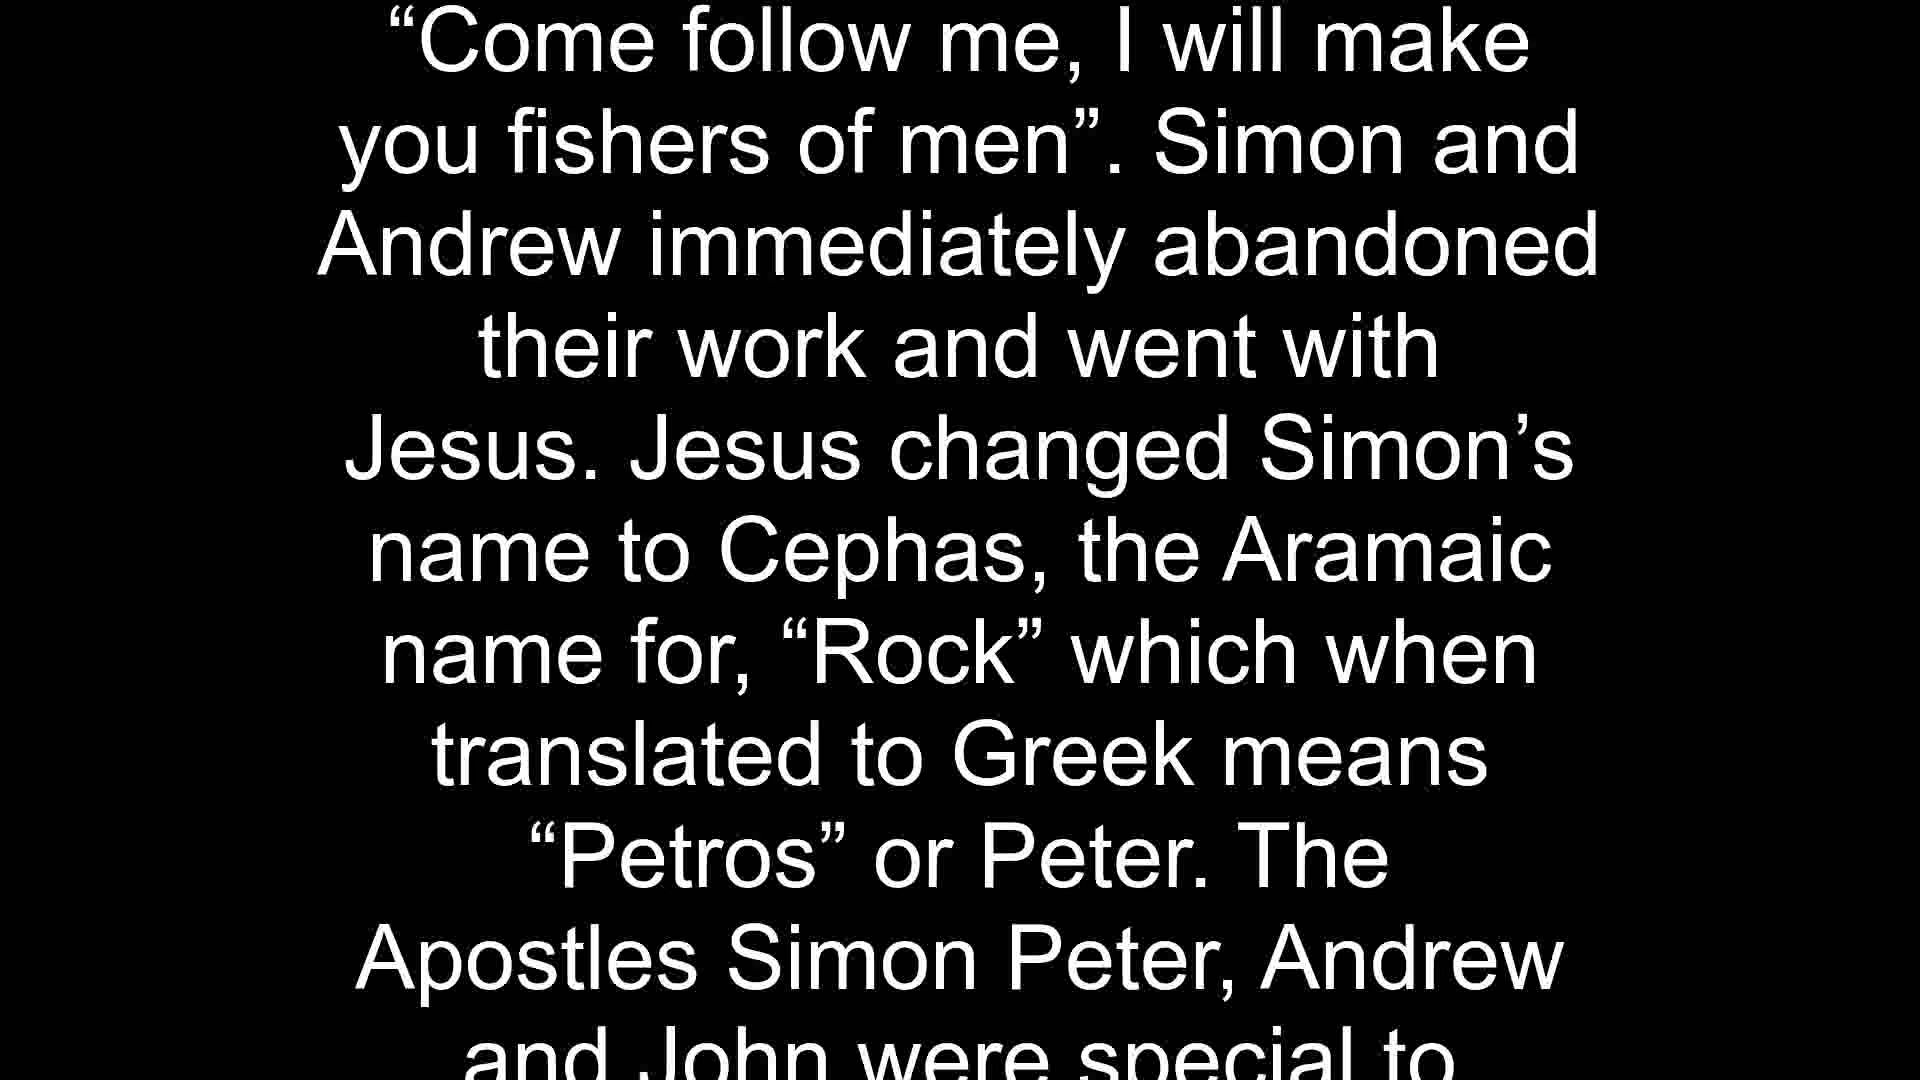 “Come follow me, I will make
you fishers of men”. Simon and
Andrew immediately abandoned
their work and went with
Jesus. Jesus changed Simon’s
name to Cephas, the Aramaic
name for, “Rock” which when
translated to Greek means
“Petros” or Peter. The
Apostles Simon Peter, Andrew
and John were special to